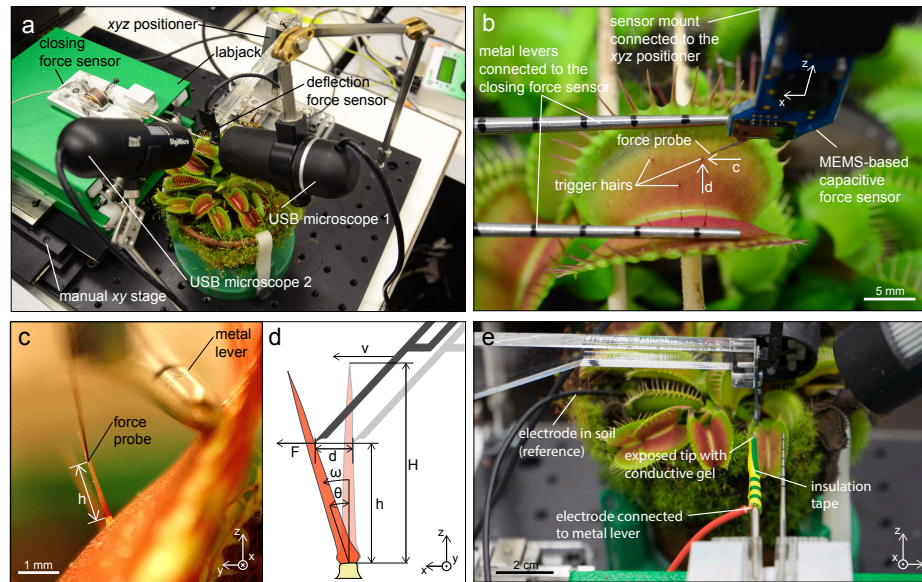 a
xyz positioner
labjack
closing
force sensor
deflection
force sensor
DigiMicro
USB microscope 1
USB microscope 2
manual xy stage
b
sensor mount
connected to the
xyz positioner
metal levers
connected to the
closing force sensor
z
x
force probe
c
trigger hairs
d
MEMS-based
capacitive
force sensor
5 mm
c
metal
lever
force
probe
h
1 mm
z
y
x
d
v
F
d
H
ω
θ
h
z
x
y
e
electrode in soil
(reference)
exposed tip with
conductive gel
insulation
tape
electrode connected
to metal lever
2 cm
x